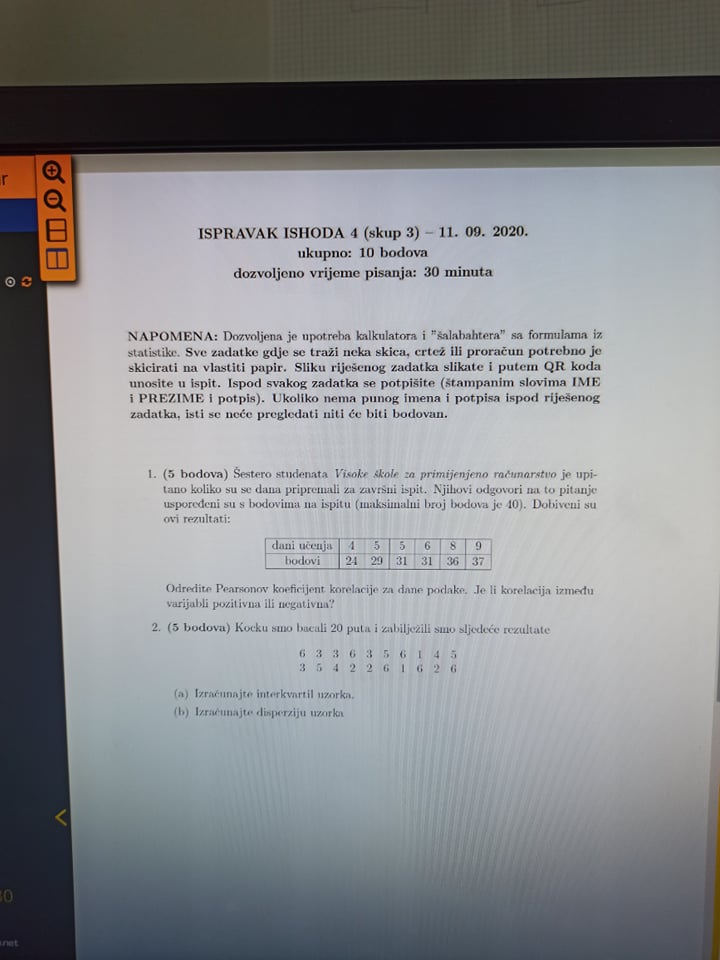 r
ISPRAVAK ISHODA 4 (skup 3) – 11. 09. 2020.
ukupno: 10 bodova
dozvoljeno vrijeme pisanja: 30 minuta
NAPOMENA: Dozvoljena je upotreba kalkulatora i "šalabahtera" sa formulama iz
statistike. Sve zadatke gdje se traži neka skica, crtež ili proračun potrebno je
skicirati na vlastiti papir. Sliku riješenog zadatka slikate i putem QR koda
unosite u ispit. Ispod svakog zadatka se potpišite (štampanim slovima IME
i PREZIME i potpis). Ukoliko nema punog imena i potpisa ispod riješenog
zadatka, isti se neće pregledati niti će biti bodovan.
1. (5 bodova) Šestero studenata Visoke škole za primijenjeno računarstvo je upi-
tano koliko su se dana pripremali za završni ispit. Njihovi odgovori na to pitanje
uspoređeni su s bodovima na ispitu (maksimalni broj bodova je 40). Dobiveni su
ovi rezultati:
dani učenja 4 5 5 6 8 9
bodovi 24 29 31 31 36 37
Odredite Pearsonov koeficijent korelacije za dane podake. Je li korelacija između
varijabli pozitivna ili negativna?
2. (5 bodova) Kocku smo bacali 20 puta i zabilježili smo sljedeće rezultate
6 3 3 6 3 5 6 1 4 5
3 5 4 2 2 6 1 6 2 6
(a) Izračunajte interkvartil uzorka.
(b) Izračunajte disperziju uzorka